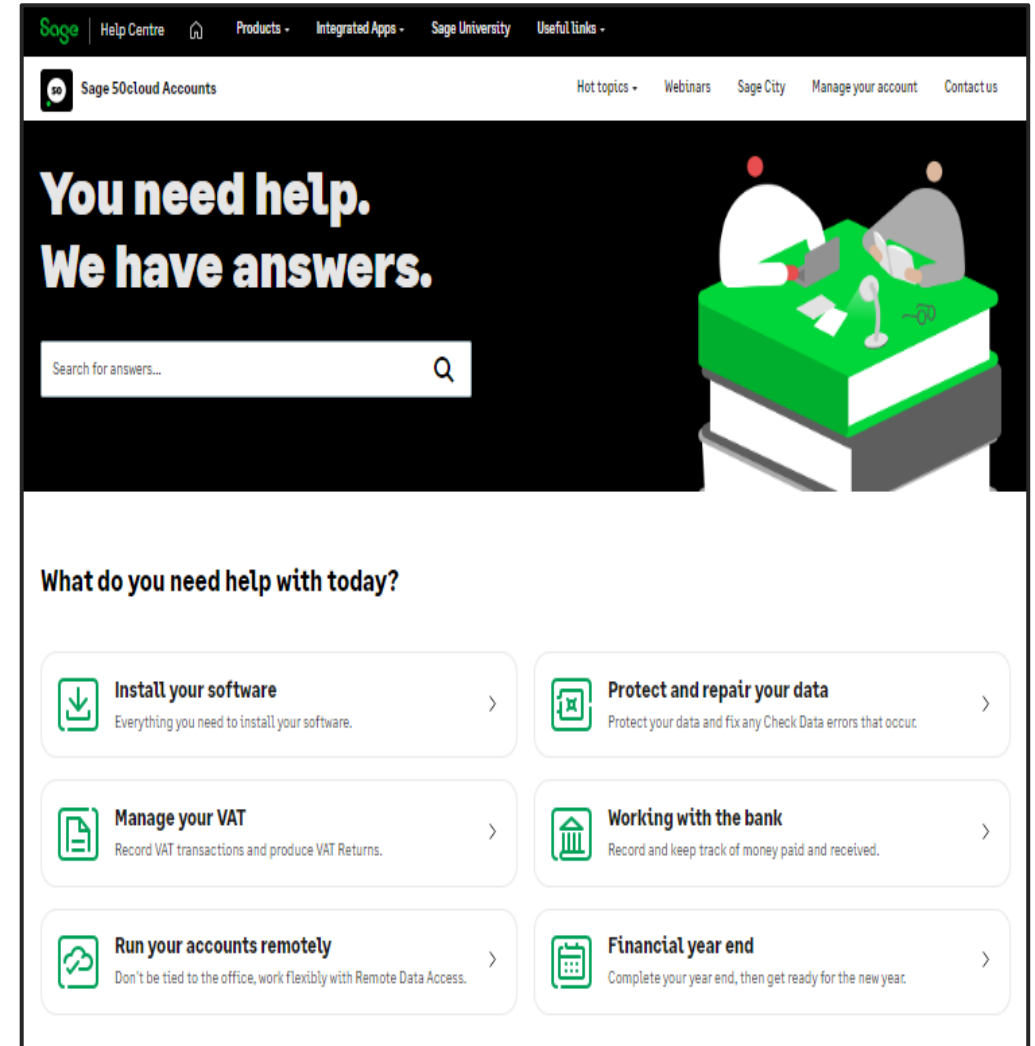 Sage Help Centre Products Integrated Apps Sage University Useful links
50 Sage 50cloud Accounts Hot topics Webinars Sage City Manage your account Contact us
You need help.
We have answers.
Search for answers...
What do you need help with today?
Install your software
Everything you need to install your software.
Protect and repair your data
Protect your data and fix any Check Data errors that occur.
Manage your VAT
Record VAT transactions and produce VAT Returns.
Working with the bank
Record and keep track of money paid and received.
Run your accounts remotely
Don't be tied to the office, work flexibly with Remote Data Access.
Financial year end
Complete your year end, then get ready for the new year.